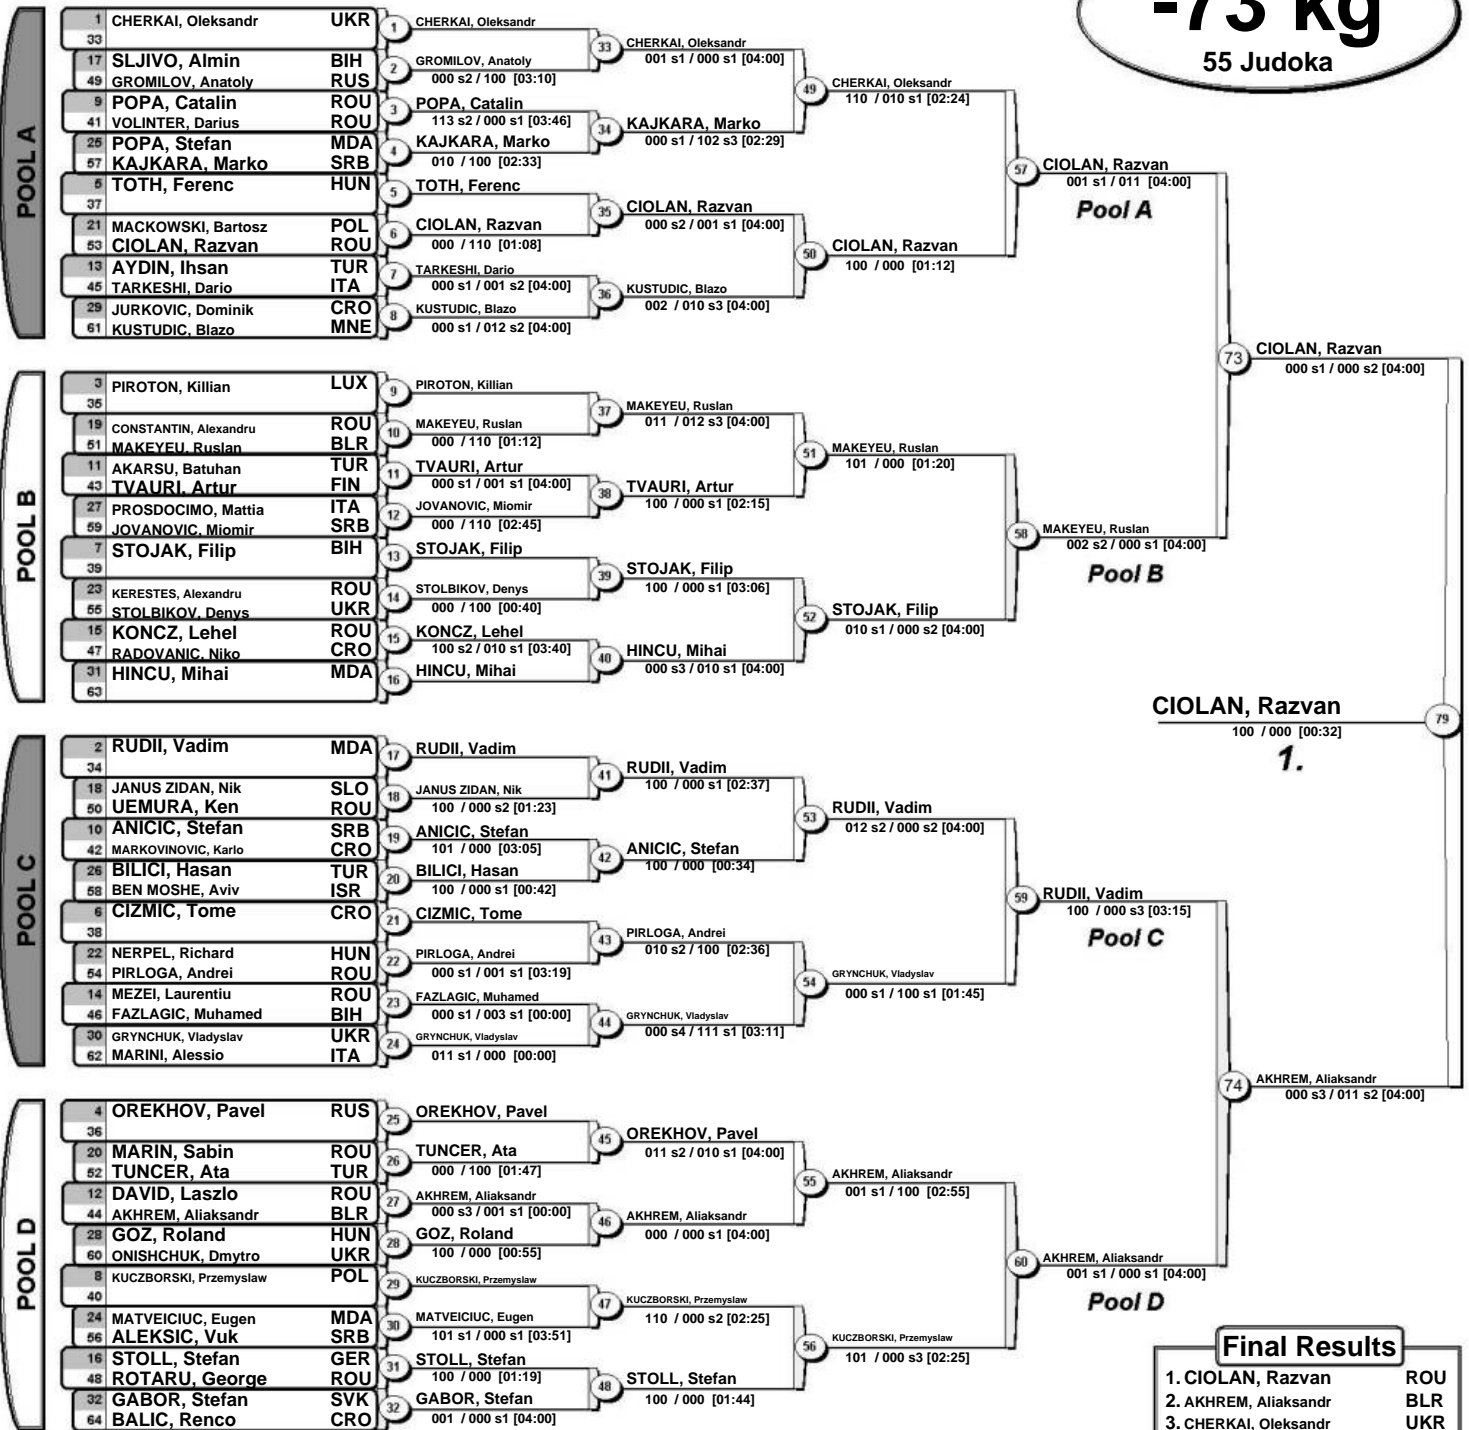 -73 kg
55 Judoka
POOL A
1 CHERKAI, Oleksandr UKR
33
17 SLJIVO, Almin BIH
49 GROMILOV, Anatoly RUS
9 POPA, Catalin ROU
41 VOLINTER, Darius ROU
25 POPA, Stefan MDA
57 KAJKARA, Marko SRB
5 TOTH, Ferenc HUN
37
21 MACKOWSKI, Bartosz POL
53 CIOLAN, Razvan ROU
13 AYDIN, Ihsan TUR
45 TARKESHI, Dario ITA
29 JURKOVIC, Dominik CRO
61 KUSTUDIC, Blazo MNE
1 CHERKAI, Oleksandr
2 GROMILOV, Anatoly
000 s2 / 100 [03:10]
3 POPA, Catalin
113 s2 / 000 s1 [03:46]
4 KAJKARA, Marko
010 / 100 [02:33]
5 TOTH, Ferenc
6 CIOLAN, Razvan
000 / 110 [01:08]
7 TARKESHI, Dario
000 s1 / 001 s2 [04:00]
8 KUSTUDIC, Blazo
000 s1 / 012 s2 [04:00]
33 CHERKAI, Oleksandr
001 s1 / 000 s1 [04:00]
34 KAJKARA, Marko
000 s1 / 102 s3 [02:29]
35 CIOLAN, Razvan
000 s2 / 001 s1 [04:00]
36 KUSTUDIC, Blazo
002 / 010 s3 [04:00]
49 CHERKAI, Oleksandr
110 / 010 s1 [02:24]
50 CIOLAN, Razvan
100 / 000 [01:12]
57 CIOLAN, Razvan
001 s1 / 011 [04:00]
Pool A
POOL B
3 PIROTON, Killian LUX
35
19 CONSTANTIN, Alexandru ROU
51 MAKEYEU, Ruslan BLR
11 AKARSU, Batuhan TUR
43 TVAURI, Artur FIN
27 PROSDOCIMO, Mattia ITA
59 JOVANOVIC, Miomir SRB
7 STOJAK, Filip BIH
39
23 KERESTES, Alexandru ROU
55 STOLBIKOV, Denys UKR
15 KONCZ, Lehel ROU
47 RADOVANIC, Niko CRO
31 HINCU, Mihai MDA
63
9 PIROTON, Killian
10 MAKEYEU, Ruslan
000 / 110 [01:12]
11 TVAURI, Artur
000 s1 / 001 s1 [04:00]
12 JOVANOVIC, Miomir
000 / 110 [02:45]
13 STOJAK, Filip
14 STOLBIKOV, Denys
000 / 100 [00:40]
15 KONCZ, Lehel
100 s2 / 010 s1 [03:40]
16 HINCU, Mihai
37 MAKEYEU, Ruslan
011 / 012 s3 [04:00]
38 TVAURI, Artur
100 / 000 s1 [02:15]
39 STOJAK, Filip
100 / 000 s1 [03:06]
40 HINCU, Mihai
000 s3 / 010 s1 [04:00]
51 MAKEYEU, Ruslan
101 / 000 [01:20]
52 STOJAK, Filip
010 s1 / 000 s2 [04:00]
58 MAKEYEU, Ruslan
002 s2 / 000 s1 [04:00]
Pool B
73 CIOLAN, Razvan
000 s1 / 000 s2 [04:00]
CIOLAN, Razvan 79
100 / 000 [00:32]
1.
POOL C
2 RUDII, Vadim MDA
34
18 JANUS ZIDAN, Nik SLO
50 UEMURA, Ken ROU
10 ANICIC, Stefan SRB
42 MARKOVINOVIC, Karlo CRO
26 BILICI, Hasan TUR
58 BEN MOSHE, Aviv ISR
6 CIZMIC, Tome CRO
38
22 NERPEL, Richard HUN
54 PIRLOGA, Andrei ROU
14 MEZEI, Laurentiu ROU
46 FAZLAGIC, Muhamed BIH
30 GRYNCHUK, Vladyslav UKR
62 MARINI, Alessio ITA
17 RUDII, Vadim
18 JANUS ZIDAN, Nik
100 / 000 s2 [01:23]
19 ANICIC, Stefan
101 / 000 [03:05]
20 BILICI, Hasan
100 / 000 s1 [00:42]
21 CIZMIC, Tome
22 PIRLOGA, Andrei
000 s1 / 001 s1 [03:19]
23 FAZLAGIC, Muhamed
000 s1 / 003 s1 [00:00]
24 GRYNCHUK, Vladyslav
011 s1 / 000 [00:00]
41 RUDII, Vadim
100 / 000 s1 [02:37]
42 ANICIC, Stefan
100 / 000 [00:34]
43 PIRLOGA, Andrei
010 s2 / 100 [02:36]
44 GRYNCHUK, Vladyslav
000 s4 / 111 s1 [03:11]
53 RUDII, Vadim
012 s2 / 000 s2 [04:00]
54 GRYNCHUK, Vladyslav
000 s1 / 100 s1 [01:45]
59 RUDII, Vadim
100 / 000 s3 [03:15]
Pool C
74 AKHREM, Aliaksandr
000 s3 / 011 s2 [04:00]
POOL D
4 OREKHOV, Pavel RUS
36
20 MARIN, Sabin ROU
52 TUNCER, Ata TUR
12 DAVID, Laszlo ROU
44 AKHREM, Aliaksandr BLR
28 GOZ, Roland HUN
60 ONISHCHUK, Dmytro UKR
8 KUCZBORSKI, Przemyslaw POL
40
24 MATVEICIUC, Eugen MDA
56 ALEKSIC, Vuk SRB
16 STOLL, Stefan GER
48 ROTARU, George ROU
32 GABOR, Stefan SVK
64 BALIC, Renco CRO
25 OREKHOV, Pavel
26 TUNCER, Ata
000 / 100 [01:47]
27 AKHREM, Aliaksandr
000 s3 / 001 s1 [00:00]
28 GOZ, Roland
100 / 000 [00:55]
29 KUCZBORSKI, Przemyslaw
30 MATVEICIUC, Eugen
101 s1 / 000 s1 [03:51]
31 STOLL, Stefan
100 / 000 [01:19]
32 GABOR, Stefan
001 / 000 s1 [04:00]
45 OREKHOV, Pavel
011 s2 / 010 s1 [04:00]
46 AKHREM, Aliaksandr
000 / 000 s1 [04:00]
47 KUCZBORSKI, Przemyslaw
110 / 000 s2 [02:25]
48 STOLL, Stefan
100 / 000 [01:44]
55 AKHREM, Aliaksandr
001 s1 / 100 [02:55]
56 KUCZBORSKI, Przemyslaw
101 / 000 s3 [02:25]
60 AKHREM, Aliaksandr
001 s1 / 000 s1 [04:00]
Pool D
Final Results
1. CIOLAN, Razvan ROU
2. AKHREM, Aliaksandr BLR
3. CHERKAI, Oleksandr UKR